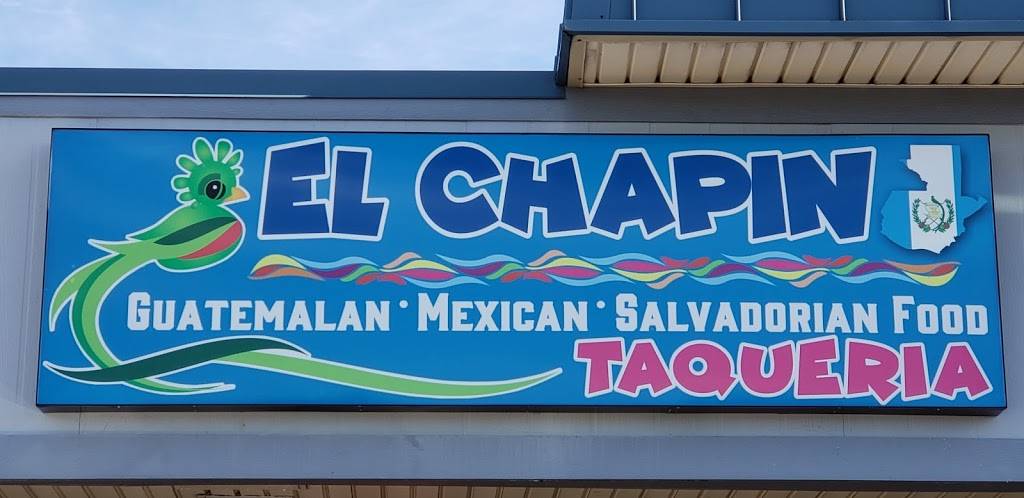 EL CHAPIN
GUATEMALAN · MEXICAN · SALVADORIAN FOOD
TAQUERIA